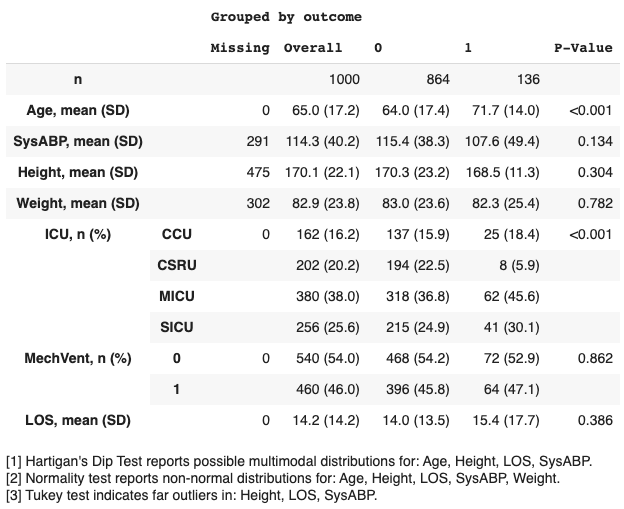 Grouped by outcome
Missing Overall 0 1 P-Value
n 1000 864 136
Age, mean (SD) 0 65.0 (17.2) 64.0 (17.4) 71.7 (14.0) <0.001
SysABP, mean (SD) 291 114.3 (40.2) 115.4 (38.3) 107.6 (49.4) 0.134
Height, mean (SD) 475 170.1 (22.1) 170.3 (23.2) 168.5 (11.3) 0.304
Weight, mean (SD) 302 82.9 (23.8) 83.0 (23.6) 82.3 (25.4) 0.782
ICU, n (%) CCU 0 162 (16.2) 137 (15.9) 25 (18.4) <0.001
CSRU 202 (20.2) 194 (22.5) 8 (5.9)
MICU 380 (38.0) 318 (36.8) 62 (45.6)
SICU 256 (25.6) 215 (24.9) 41 (30.1)
MechVent, n (%) 0 0 540 (54.0) 468 (54.2) 72 (52.9) 0.862
1 460 (46.0) 396 (45.8) 64 (47.1)
LOS, mean (SD) 0 14.2 (14.2) 14.0 (13.5) 15.4 (17.7) 0.386
[1] Hartigan's Dip Test reports possible multimodal distributions for: Age, Height, LOS, SysABP.
[2] Normality test reports non-normal distributions for: Age, Height, LOS, SysABP, Weight.
[3] Tukey test indicates far outliers in: Height, LOS, SysABP.